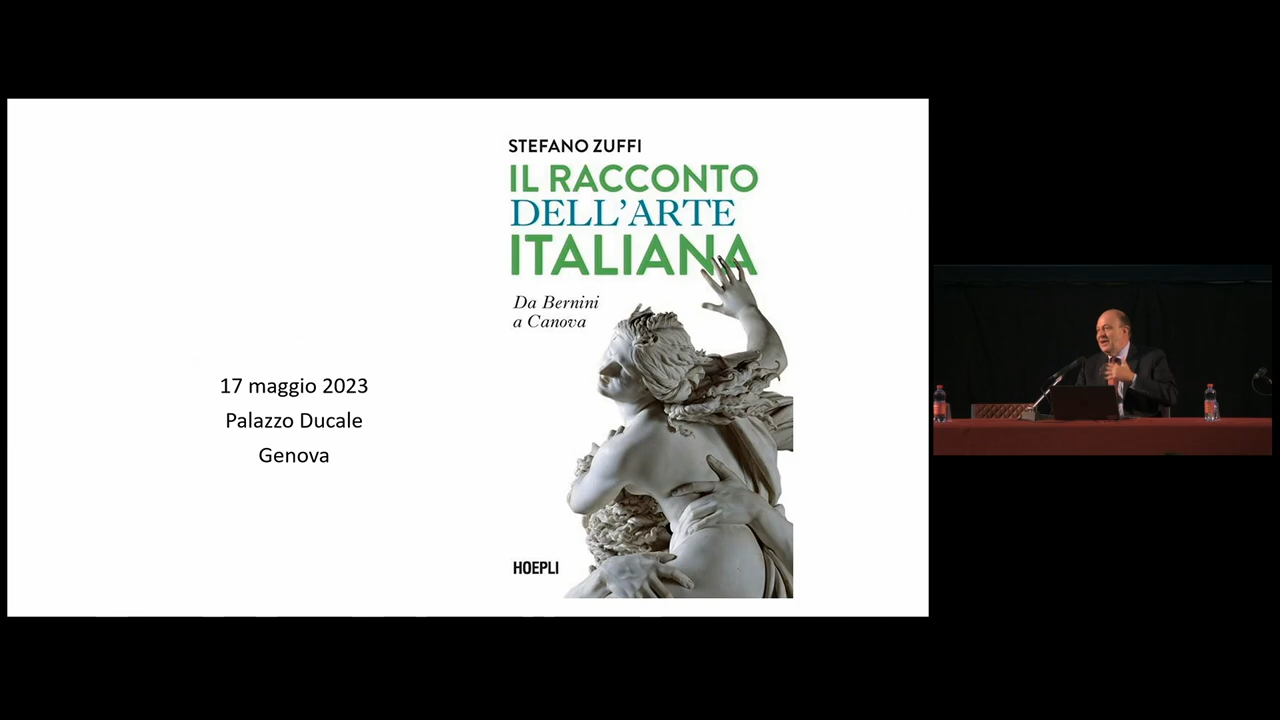 17 maggio 2023
Palazzo Ducale
Genova
STEFANO ZUFFI
IL RACCONTO
DELL'ARTE
ITALIANA
Da Bernini
a Canova
HOEPLI